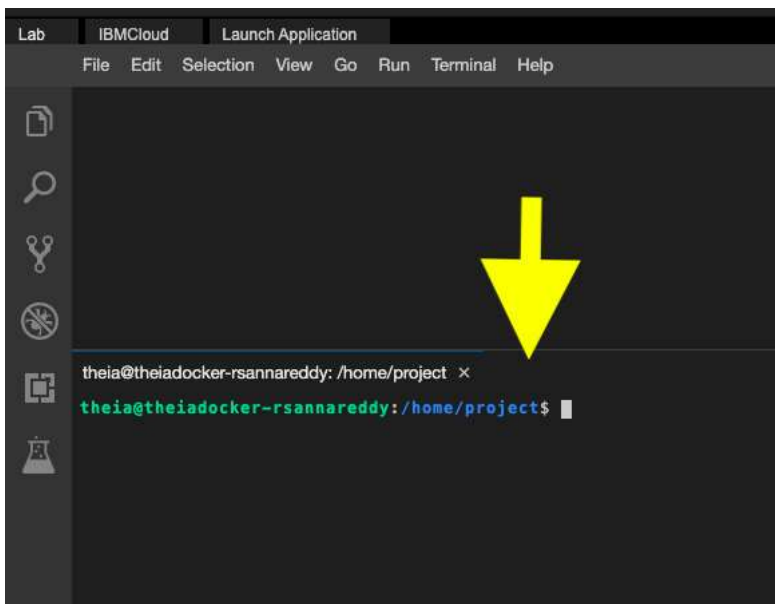 Lab IBMCloud Launch Application
File Edit Selection View Go Run Terminal Help
theia@theiadocker-rsannareddy: /home/project ×
theia@theiadocker-rsannareddy:/home/project$